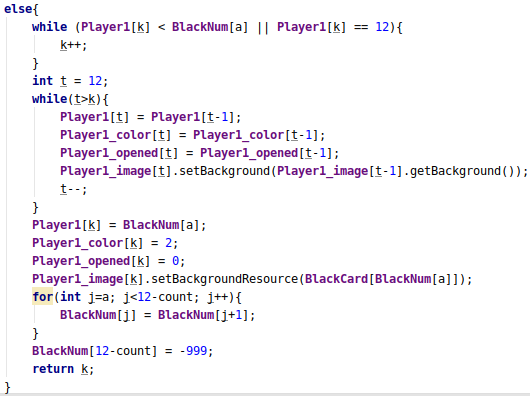 else{
while (Player1[k] < BlackNum[a] || Player1[k] == 12){
k++;
}
int t = 12;
while(t>k){
Player1[t] = Player1[t-1];
Player1_color[t] = Player1_color[t-1];
Player1_opened[t] = Player1_opened[t-1];
Player1_image[t].setBackground(Player1_image[t-1].getBackground());
t--;
}
Player1[k] = BlackNum[a];
Player1_color[k] = 2;
Player1_opened[k] = 0;
Player1_image[k].setBackgroundResource(BlackCard[BlackNum[a]]);
for(int j=a; j<12-count; j++){
BlackNum[j] = BlackNum[j+1];
}
BlackNum[12-count] = -999;
return k;
}